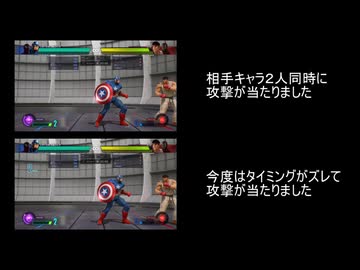 相手キャラ２人同時に
攻撃が当たりました
今度はタイミングがズレて
攻撃が当たりました